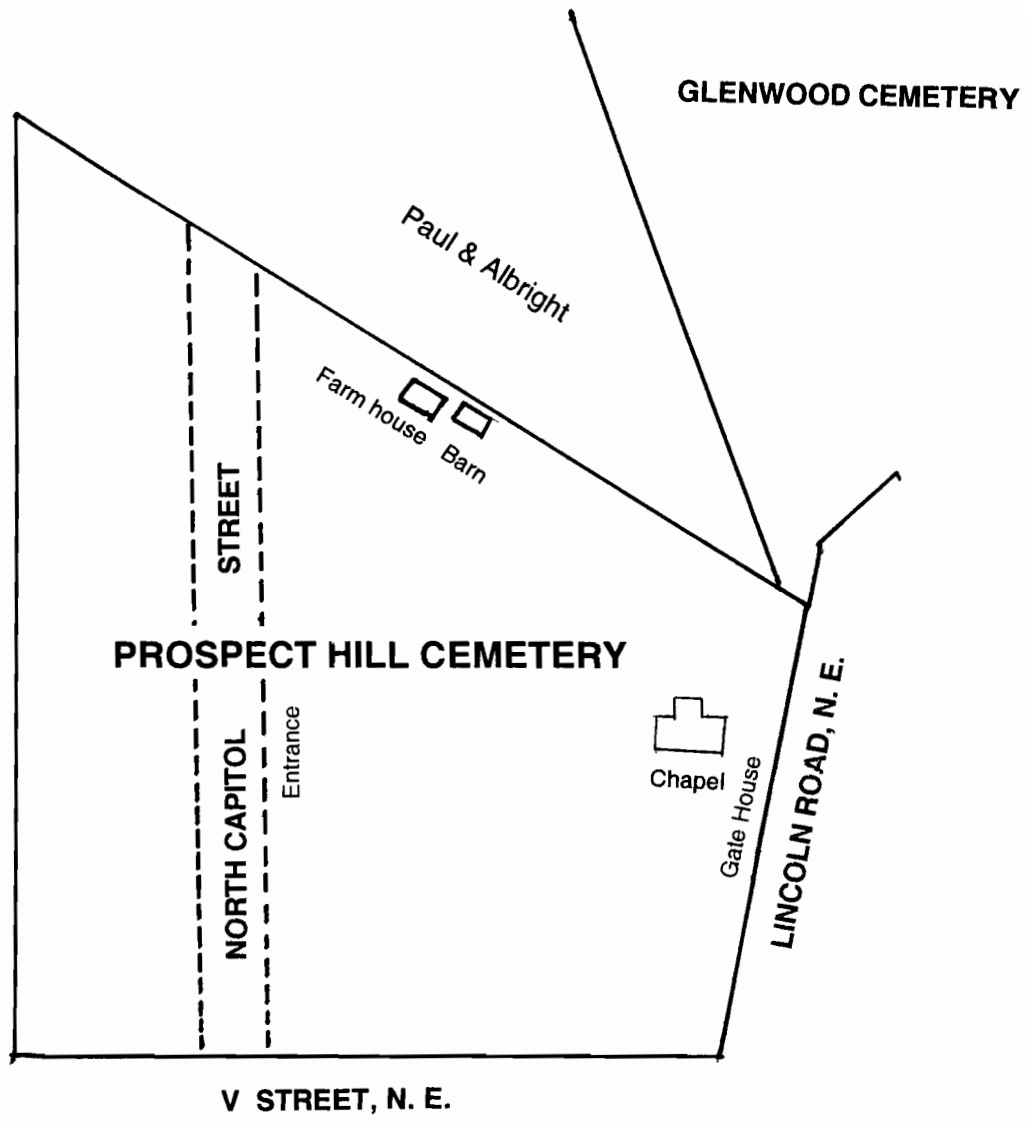 GLENWOOD CEMETERY
Paul & Albright
Farm house
Barn
STREET
PROSPECT HILL CEMETERY
NORTH CAPITOL
Entrance
Chapel
Gate House
LINCOLN ROAD, N. E.
V STREET, N. E.